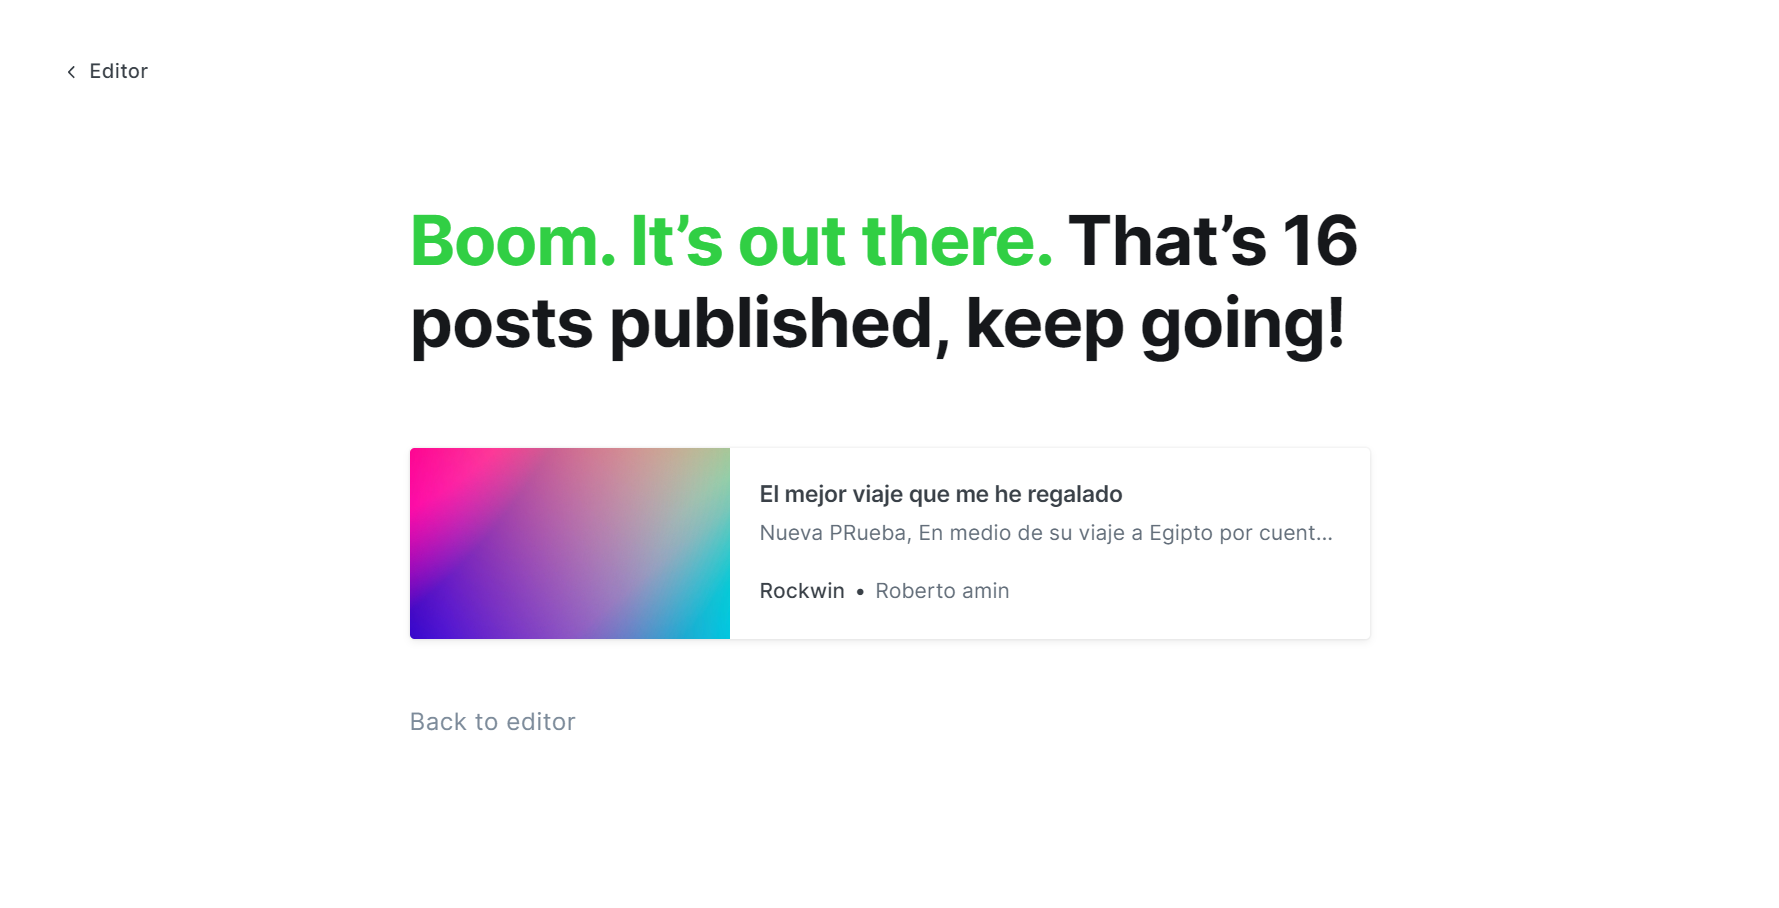 Editor
Boom. It’s out there. That’s 16
posts published, keep going!
El mejor viaje que me he regalado
Nueva PRueba, En medio de su viaje a Egipto por cuent...
Rockwin • Roberto amin
Back to editor